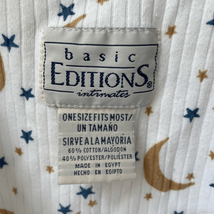 basic
EDITIONS
intimates
®
ONE SIZE FITS MOST/
UN TAMAÑO
SIRVE A LA MAYORIA
60% COTTON/ALGODON
40% POLYESTER/POLIÉSTER
MADE IN EGYPT
HECHO EN EGIPTO